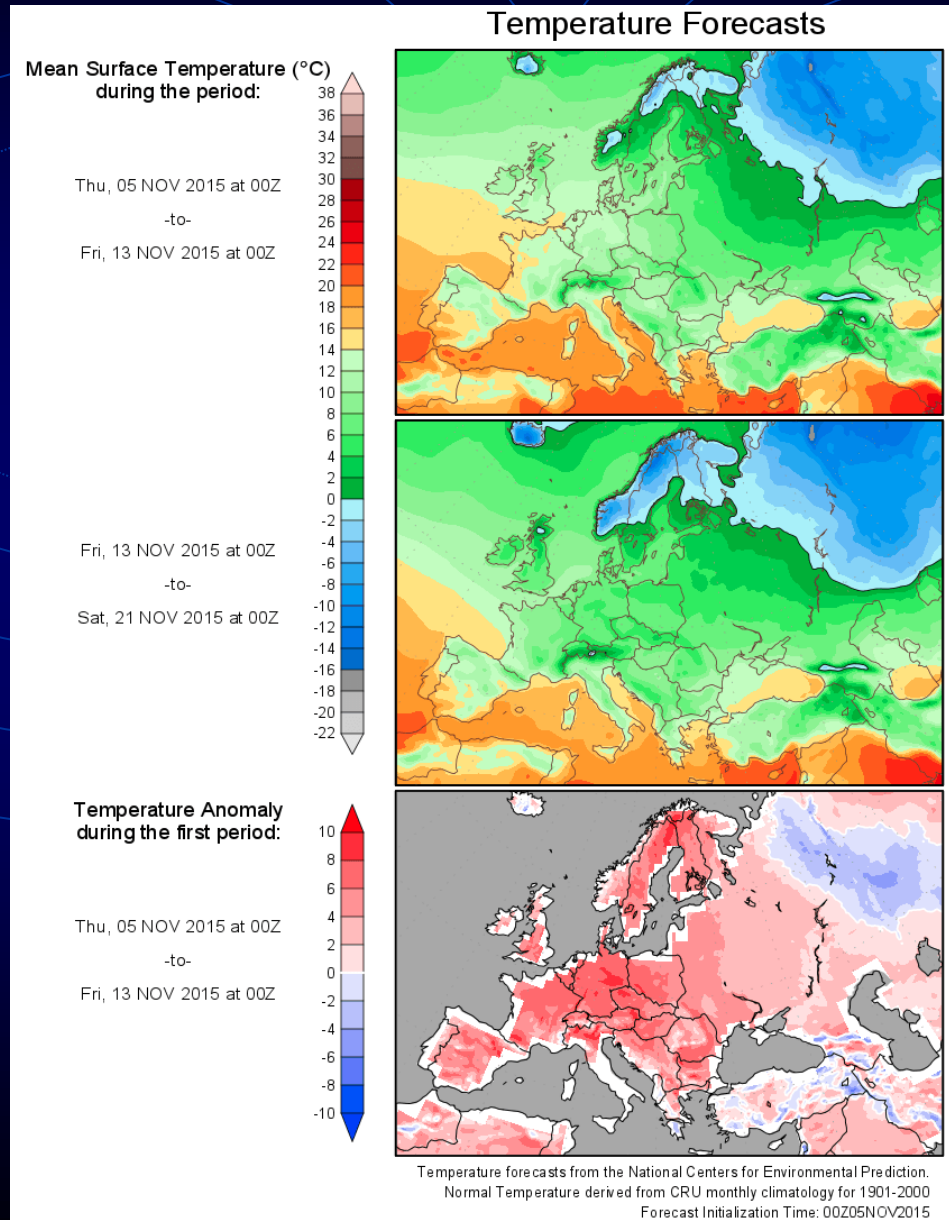 Temperature Forecasts
Mean Surface Temperature (°C)
during the period:
Thu, 05 NOV 2015 at 00Z
-to-
Fri, 13 NOV 2015 at 00Z
38
36
34
32
30
28
26
24
22
20
18
16
14
12
10
8
6
4
2
0
-2
-4
-6
-8
-10
-12
-14
-16
-18
-20
-22
Fri, 13 NOV 2015 at 00Z
-to-
Sat, 21 NOV 2015 at 00Z
Temperature Anomaly
during the first period:
Thu, 05 NOV 2015 at 00Z
-to-
Fri, 13 NOV 2015 at 00Z
10
8
6
4
2
0
-2
-4
-6
-8
-10
Temperature forecasts from the National Centers for Environmental Prediction.
Normal Temperature derived from CRU monthly climatology for 1901-2000
Forecast Initialization Time: 00Z05NOV2015